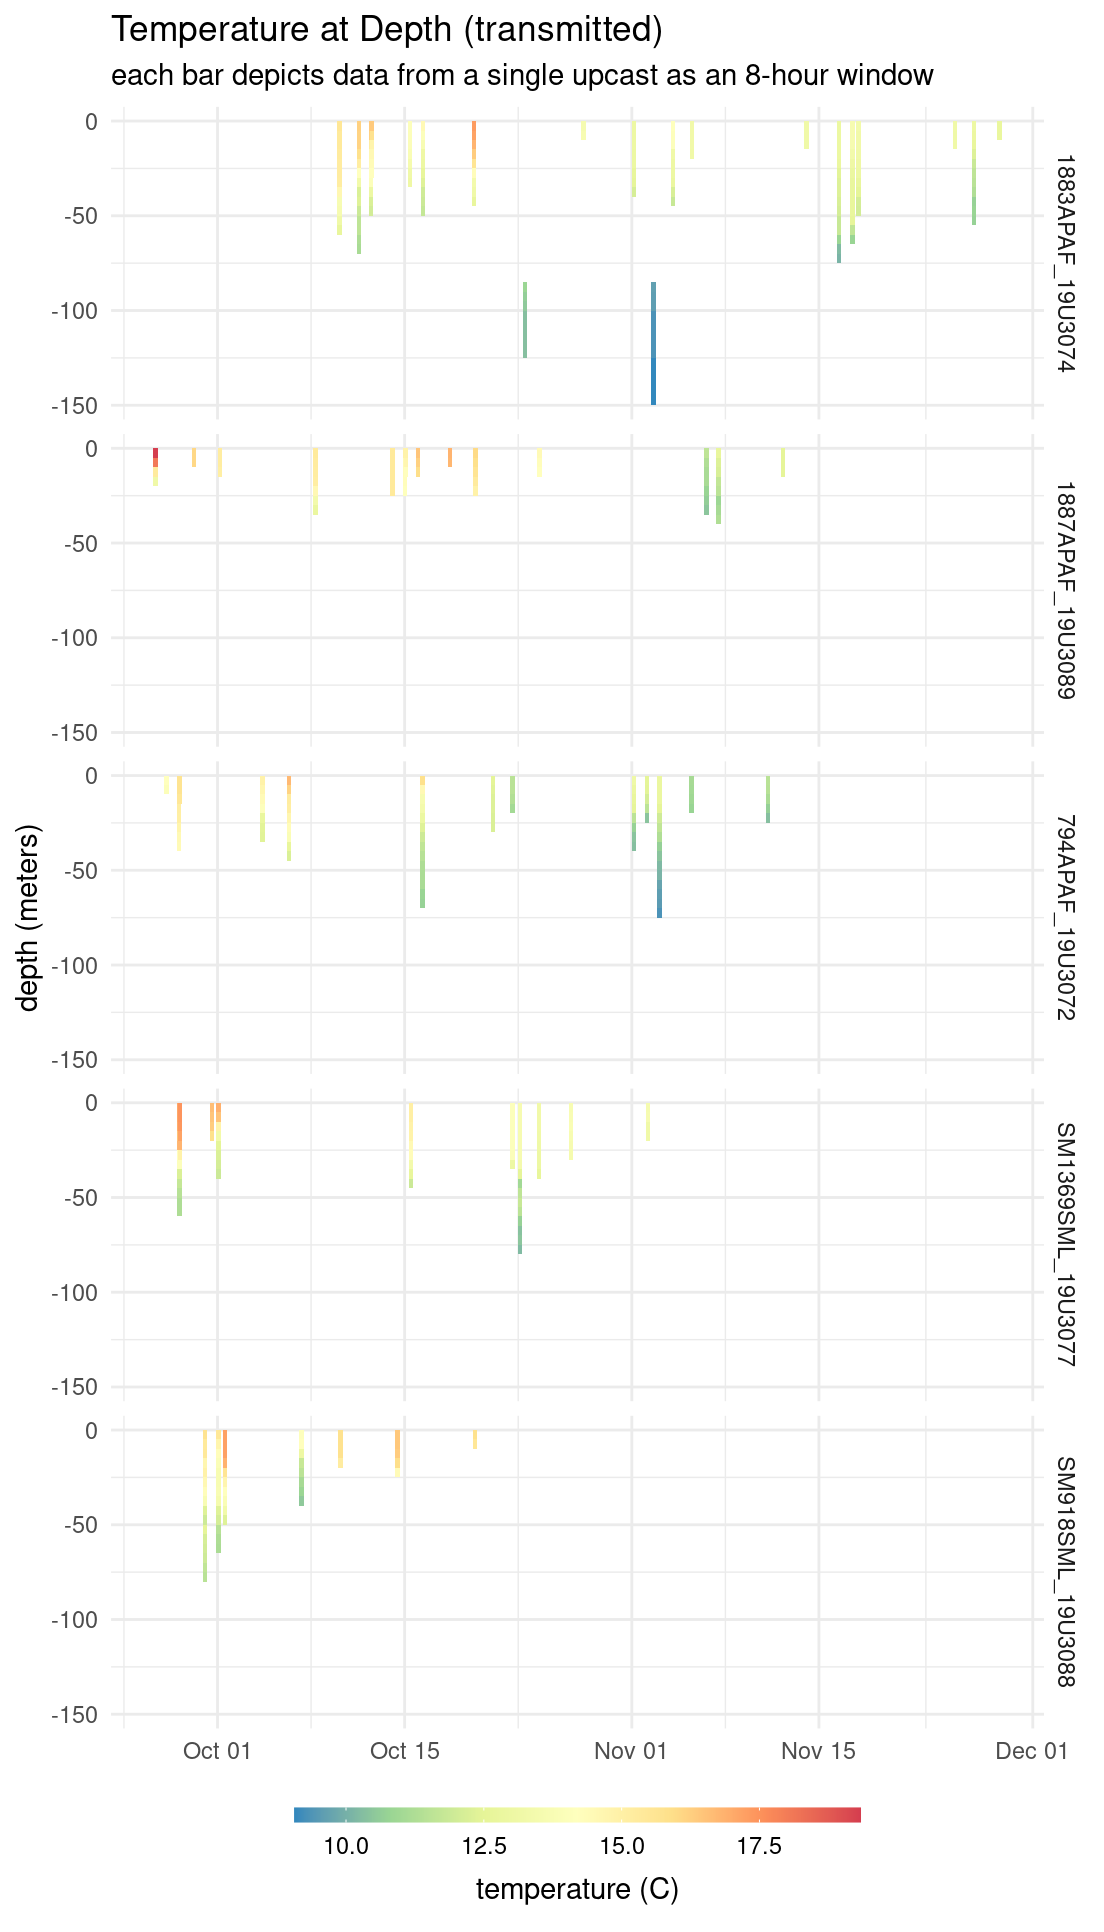 Temperature at Depth (transmitted)
each bar depicts data from a single upcast as an 8-hour window
depth (meters)
0
-50
-100
-150
1883APAF_19U3074
0
-50
-100
-150
1887APAF_19U3089
0
-50
-100
-150
794APAF_19U3072
0
-50
-100
-150
SM1369SML_19U3077
0
-50
-100
-150
SM918SML_19U3088
Oct 01 Oct 15 Nov 01 Nov 15 Dec 01
10.0 12.5 15.0 17.5
temperature (C)